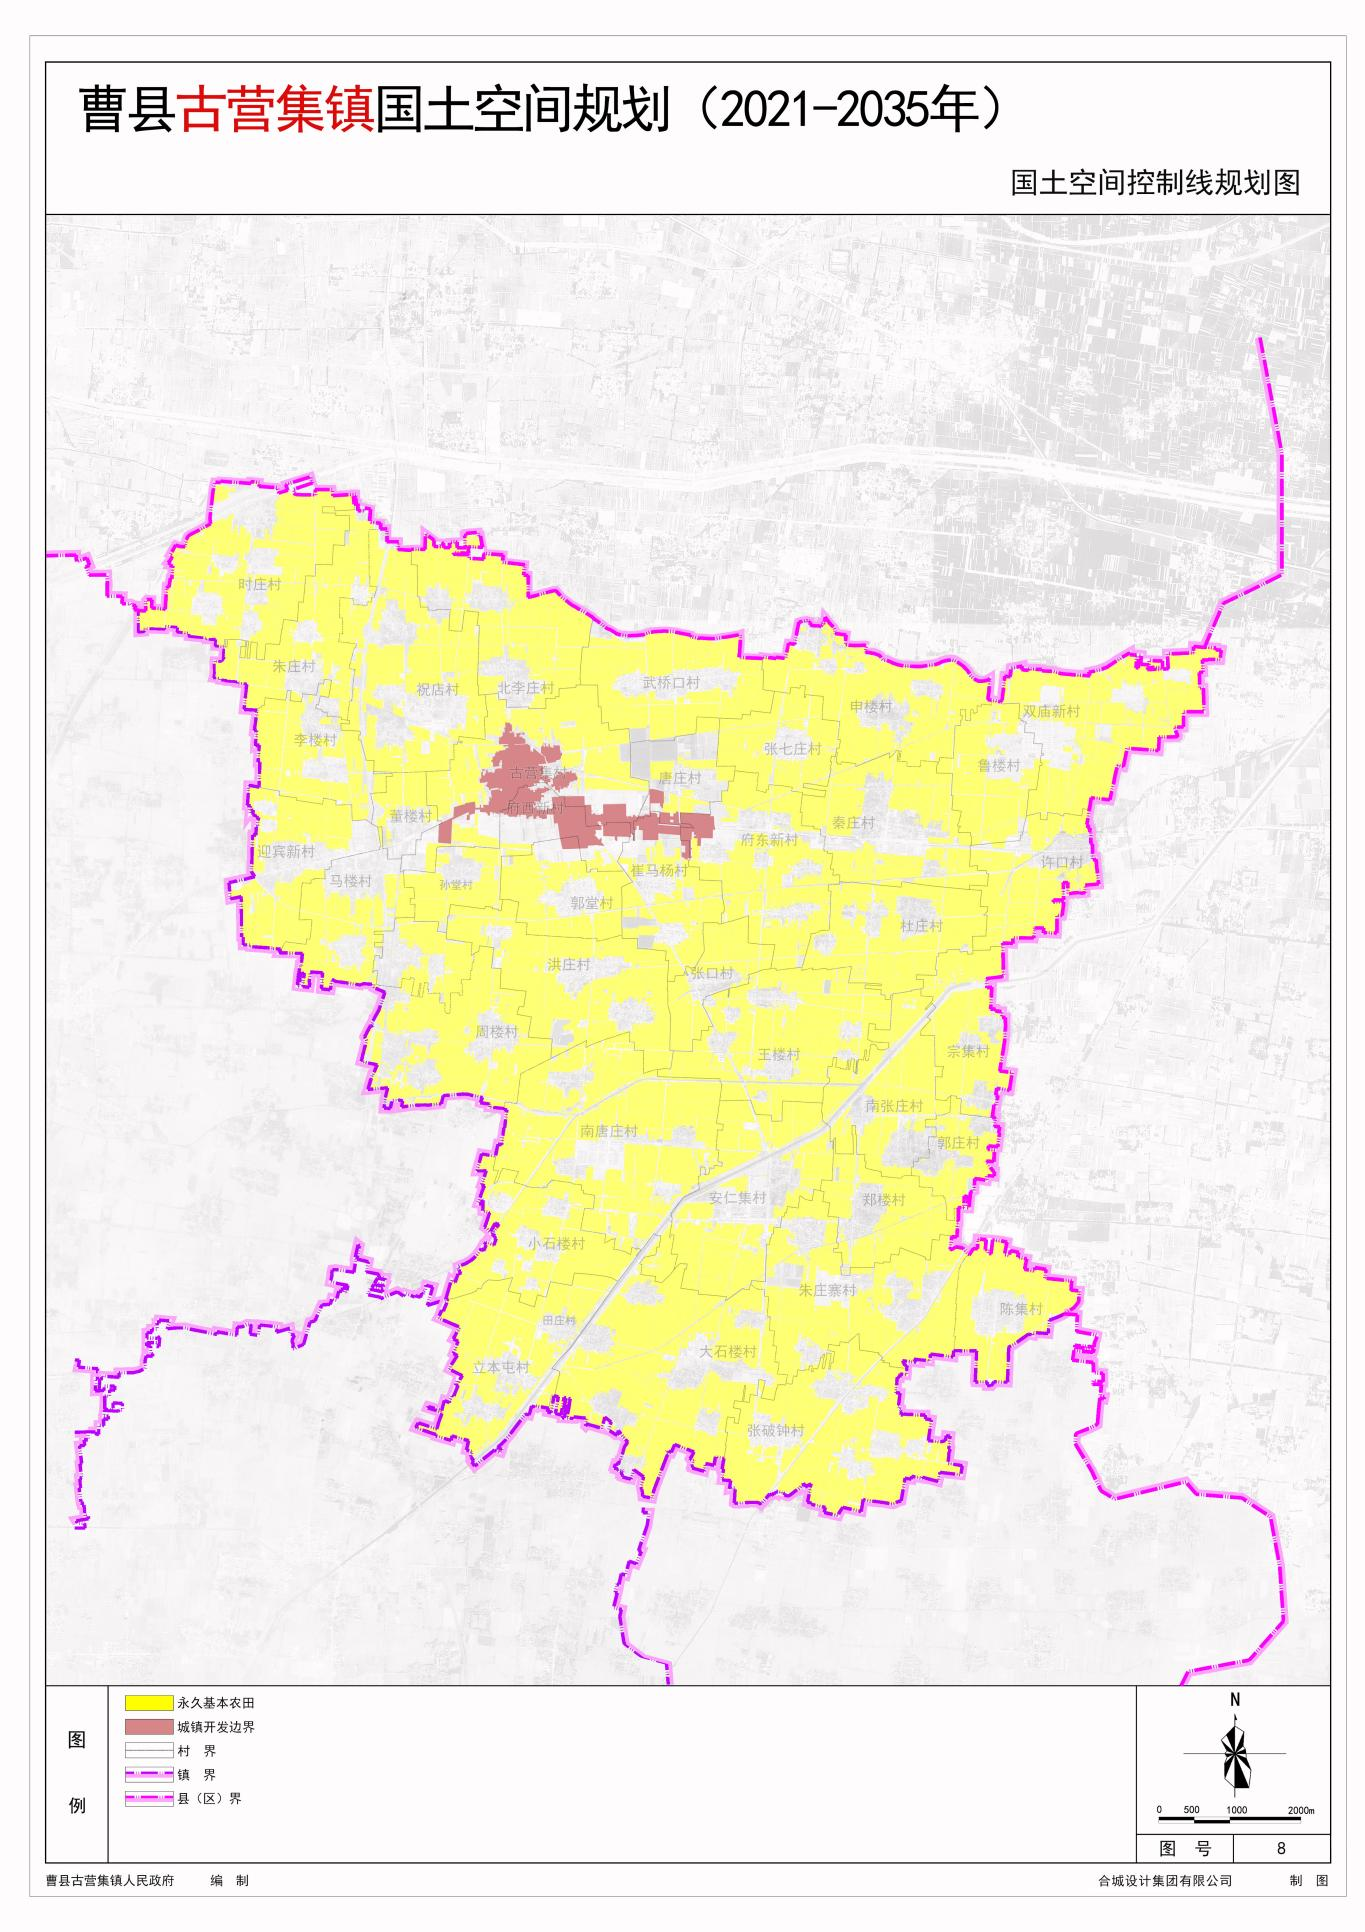 曹县古营集镇国土空间规划（2021-2035年）
国土空间控制线规划图
时庄村
朱庄村
祝店村
北李庄村
武桥口村
申楼村
双庙新村
李楼村
张七庄村
鲁楼村
古营集村
唐庄村
府西新村
董楼村
秦庄村
府东新村
迎宾新村
许口村
马楼村
孙堂村
崔马杨村
郭堂村
杜庄村
洪庄村
张口村
周楼村
王楼村
宗集村
南张庄村
南唐庄村
郭庄村
安仁集村
郑楼村
小石楼村
朱庄寨村
陈集村
田庄村
大石楼村
立本屯村
张破钟村
图例
永久基本农田
城镇开发边界
村 界
镇 界
县（区）界
N
0 500 1000 2000m
图 号 8
曹县古营集镇人民政府 编 制
合城设计集团有限公司 制 图